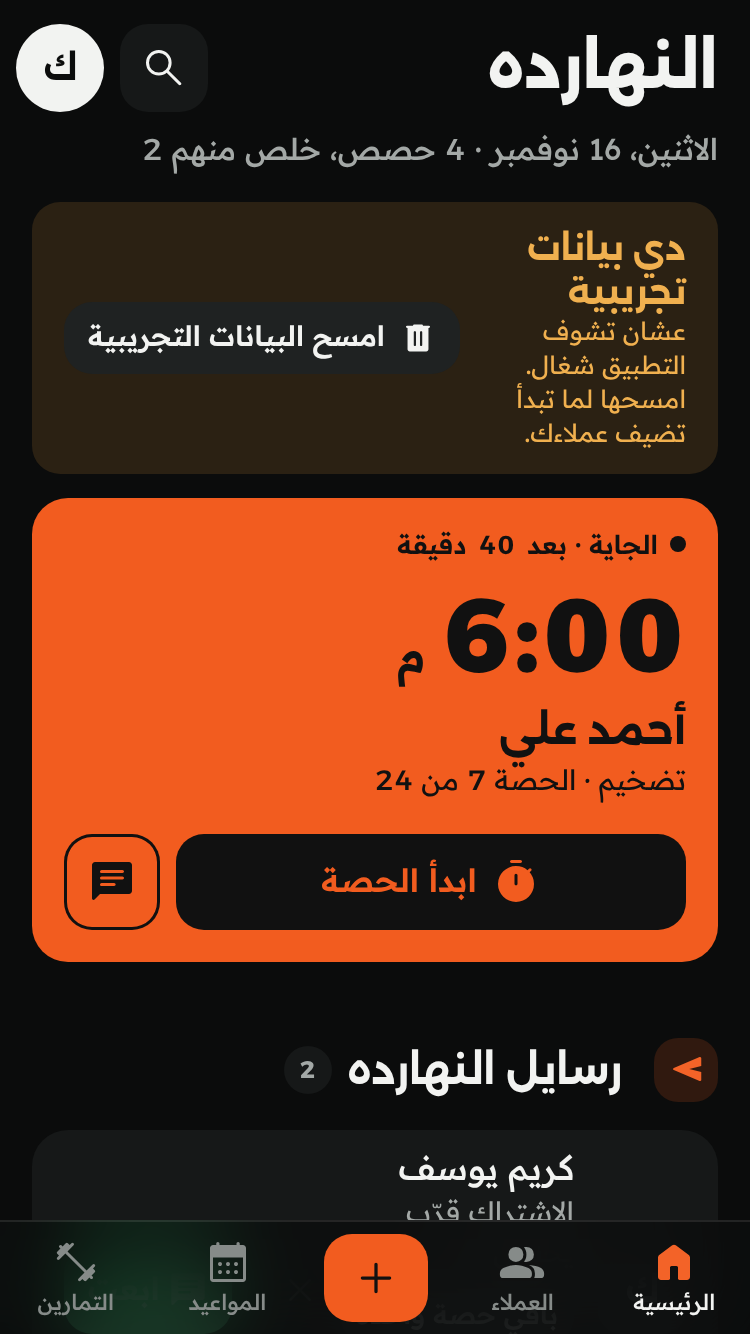 النهارده
ك
الاثنين، 16 نوفمبر · 4 حصص، خلص منهم 2
دي بيانات
تجريبية
عشان تشوف
التطبيق شغال.
امسحها لما تبدأ
تضيف عملاءك.
امسح البيانات التجريبية
الجاية · بعد 40 دقيقة
6:00 م
أحمد علي
تضخيم · الحصة 7 من 24
ابدأ الحصة
رسايل النهارده 2
كريم يوسف
الاشتراك قرّب
باقي حصة
الرئيسية
العملاء
المواعيد
التمارين